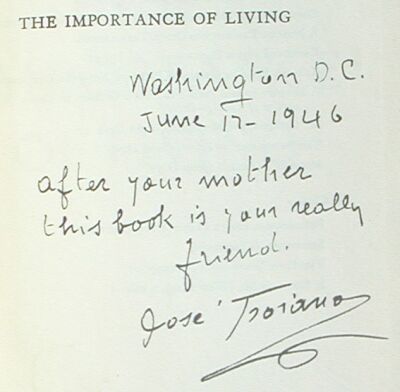 THE IMPORTANCE OF LIVING
Washington D.C.
June 17-1946
after your mother
this book is your really
friend.
José Troiano